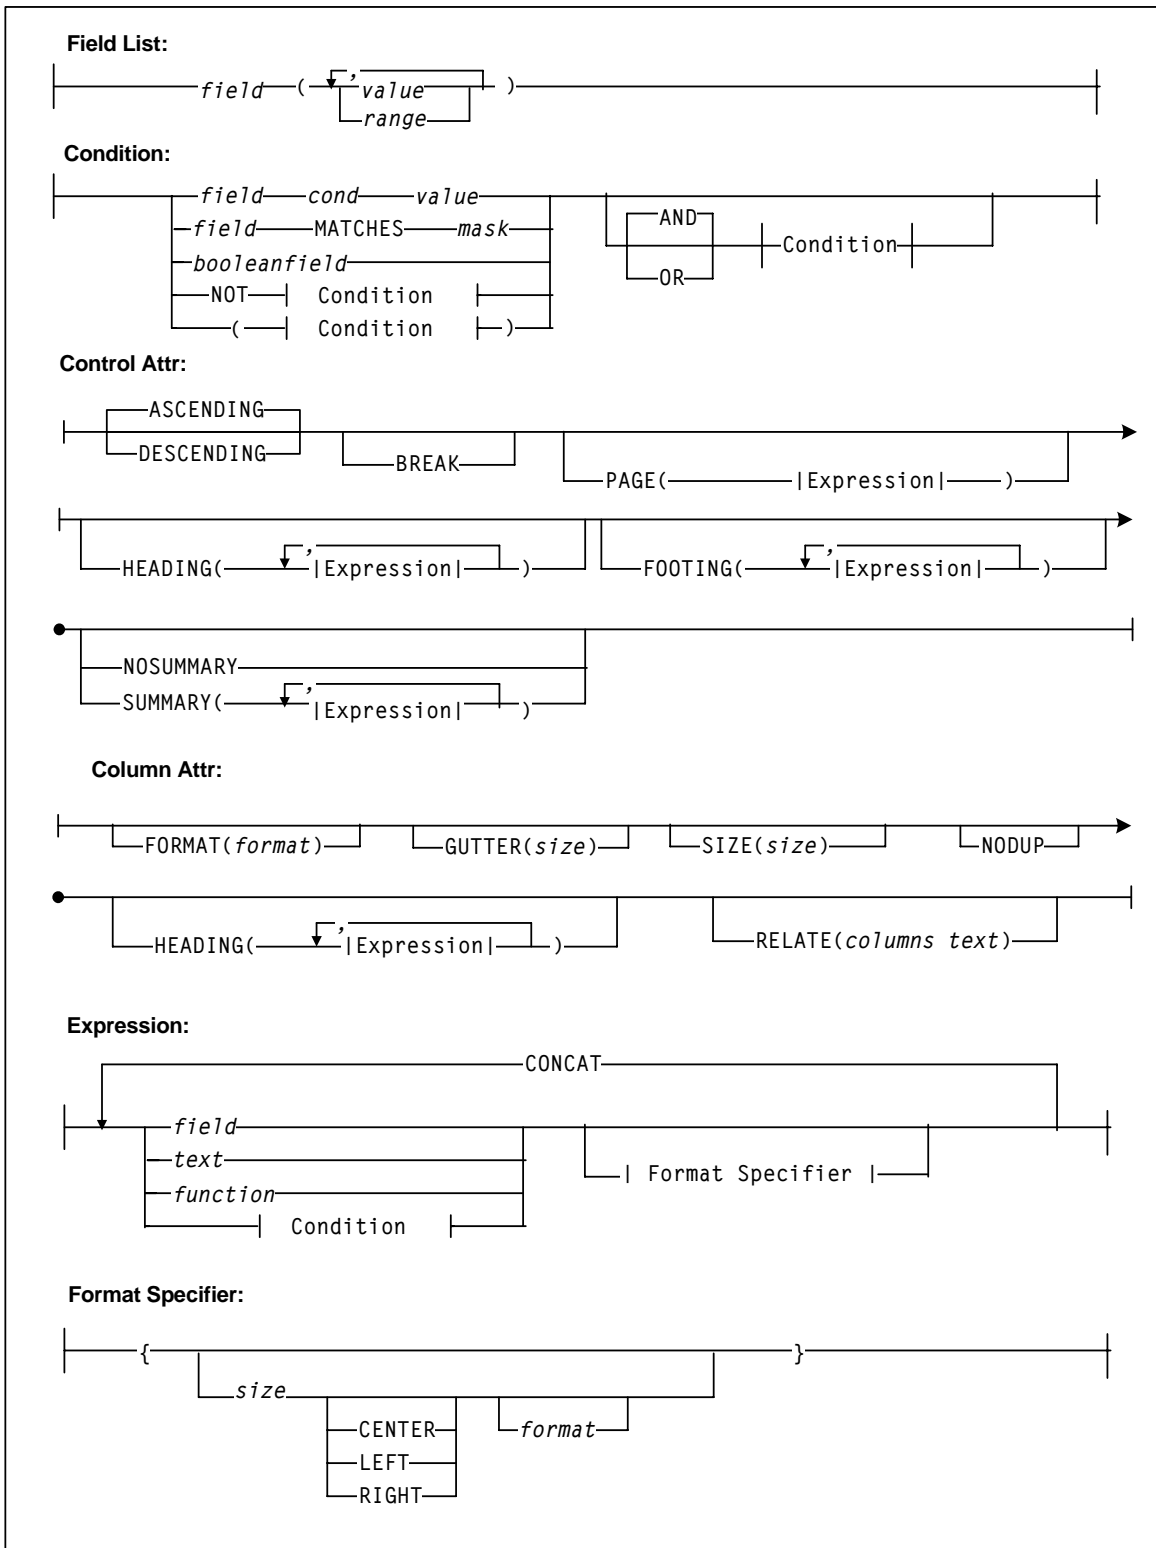 Field List:
,
field ( value )
range
Condition:
field cond value
AND
field MATCHES mask
Condition
booleanfield
OR
NOT Condition
( Condition )
Control Attr:
ASCENDING
DESCENDING
BREAK
PAGE( |Expression| )
, ,
HEADING( |Expression| ) FOOTING( |Expression| )
NOSUMMARY
,
SUMMARY( |Expression| )
Column Attr:
FORMAT(format) GUTTER(size) SIZE(size) NODUP
,
HEADING( |Expression| ) RELATE(columns text)
Expression:
CONCAT
field
text
| Format Specifier |
function
Condition
Format Specifier:
{ }
size
CENTER format
LEFT
RIGHT